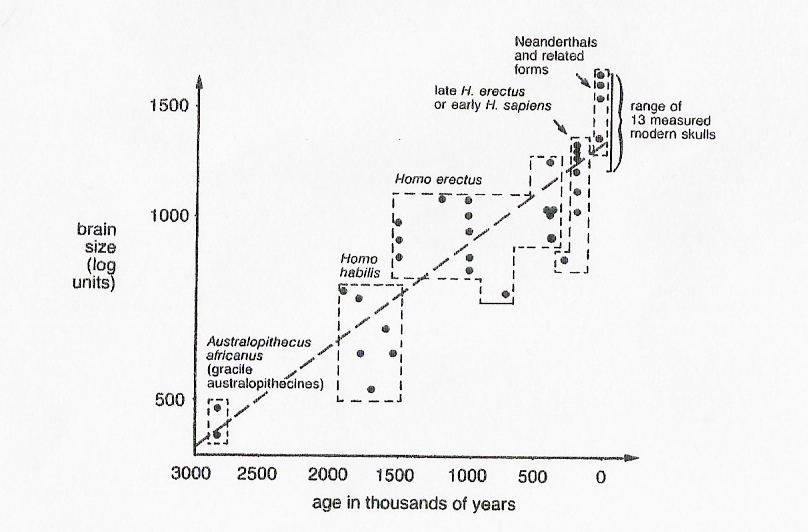 Neanderthals
and related
forms
late H. erectus
or early H. sapiens
range of
13 measured
modern skulls
1500
Homo erectus
1000
brain
size
(log
units)
Homo
habilis
Australopithecus
africanus
(gracile
australopithecines)
500
3000 2500 2000 1500 1000 500 0
age in thousands of years